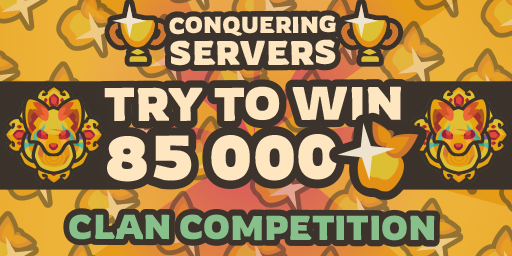 CONQUERING
SERVERS
TRY TO WIN
85 000
CLAN COMPETITION